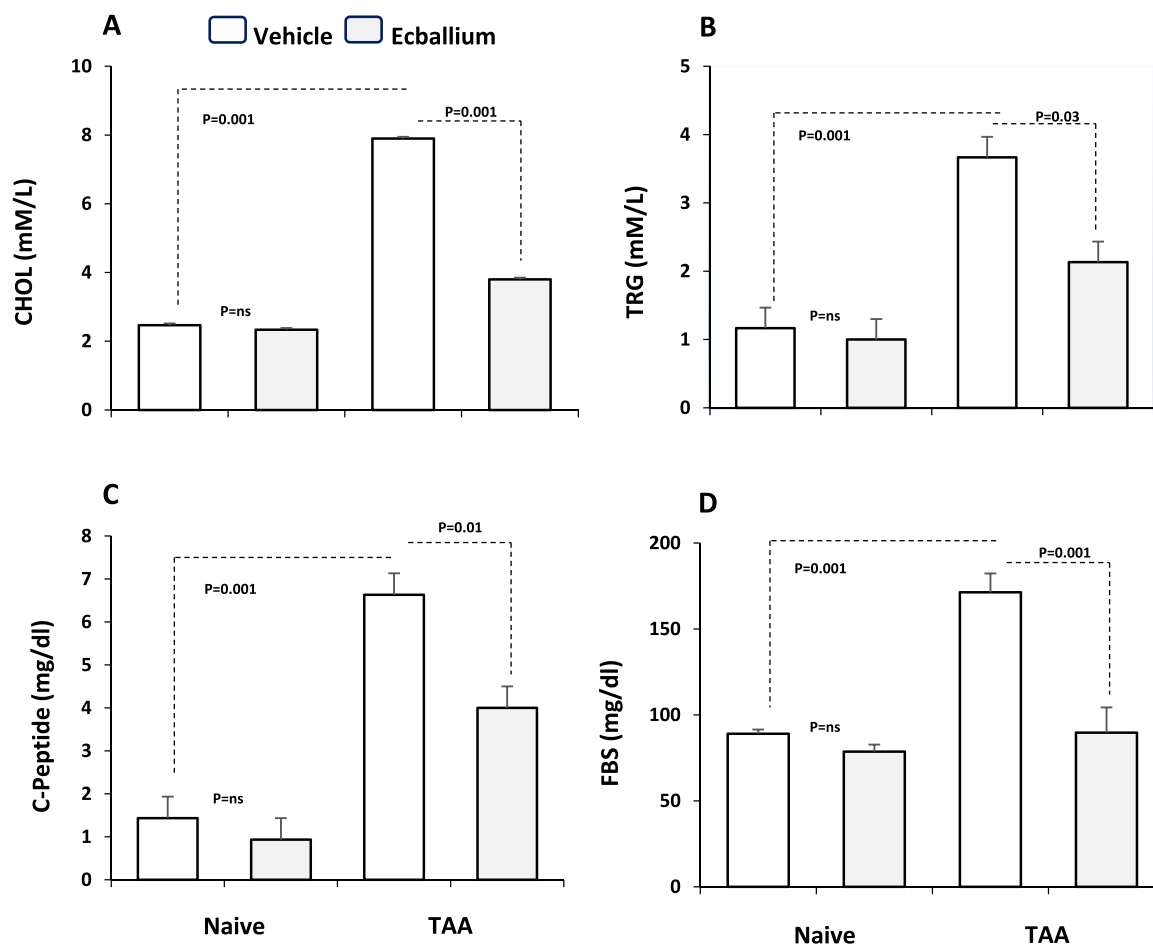 A
Vehicle Ecballium
CHOL (mM/L)
10
8
6
4
2
0
P=0.001
P=0.001
P=ns
B
TRG (mM/L)
5
4
3
2
1
0
P=0.001
P=0.03
P=ns
C
C-Peptide (mg/dl)
8
7
6
5
4
3
2
1
0
P=0.01
P=0.001
P=ns
Naive TAA
D
FBS (mg/dl)
200
150
100
50
0
P=0.001
P=0.001
P=ns
Naive TAA